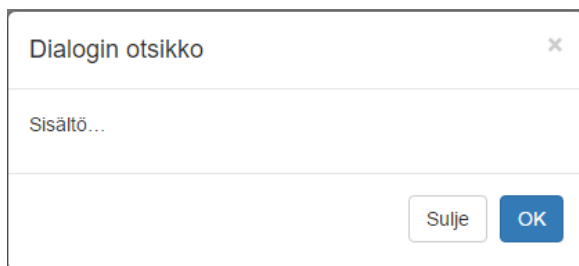 Dialogin otsikko ×
Sisältö…
Sulje OK